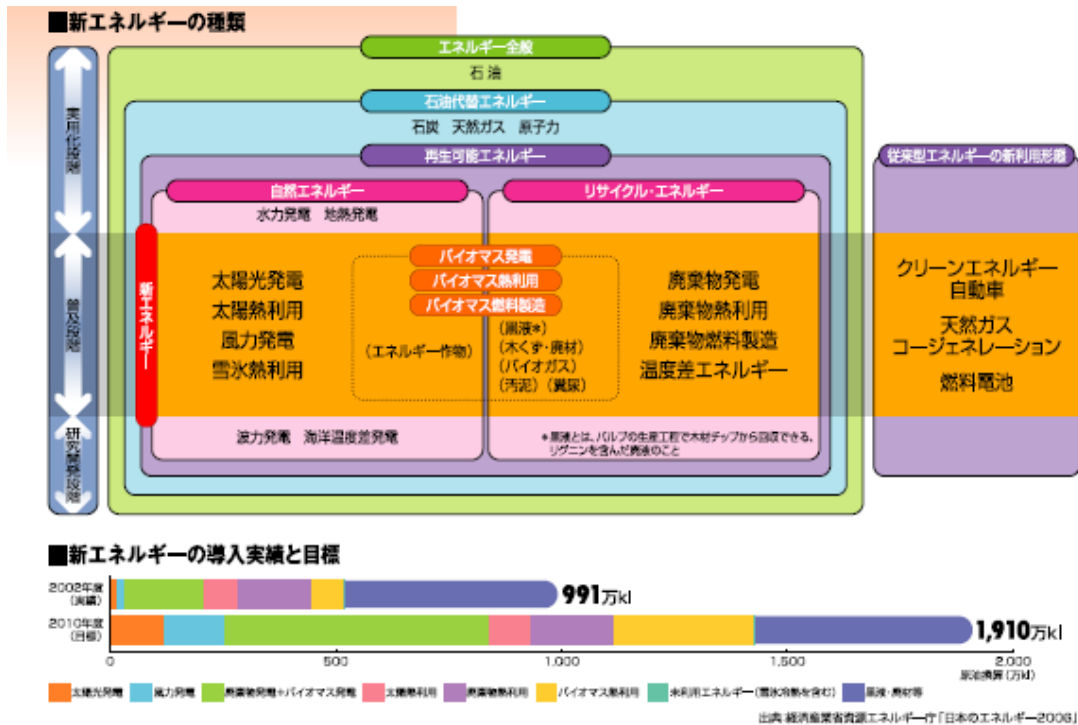 ■新エネルギーの種類
エネルギー全般
石油
石油代替エネルギー
石炭 天然ガス 原子力
再生可能エネルギー
従来型エネルギーの新利用形態
自然エネルギー
リサイクル・エネルギー
水力発電 地熱発電
実用化段階
普及段階
研究開発段階
新エネルギー
太陽光発電
太陽熱利用
風力発電
雪氷熱利用
バイオマス発電
バイオマス熱利用
バイオマス燃料製造
(エネルギー作物)
(黒液*)
(木くず・廃材)
(バイオガス)
(汚泥)(糞尿)
廃棄物発電
廃棄物熱利用
廃棄物燃料製造
温度差エネルギー
クリーンエネルギー
自動車
天然ガス
コージェネレーション
燃料電池
波力発電 海洋温度差発電
*黒液とは、パルプの生産工程で木材チップから回収できる、
リグニンを含んだ廃液のこと
■新エネルギーの導入実績と目標
2002年度
(実績)
991万kl
2010年度
(目標)
1,910万kl
0 500 1.000 1.500 2.000
原油換算(万kl)
太陽光発電 風力発電 廃棄物発電+バイオマス発電 太陽熱利用 廃棄物熱利用 バイオマス熱利用 未利用エネルギー(雪氷冷熱を含む) 黒液・廃材等
出典:経済産業省資源エネルギー庁「日本のエネルギー2006」